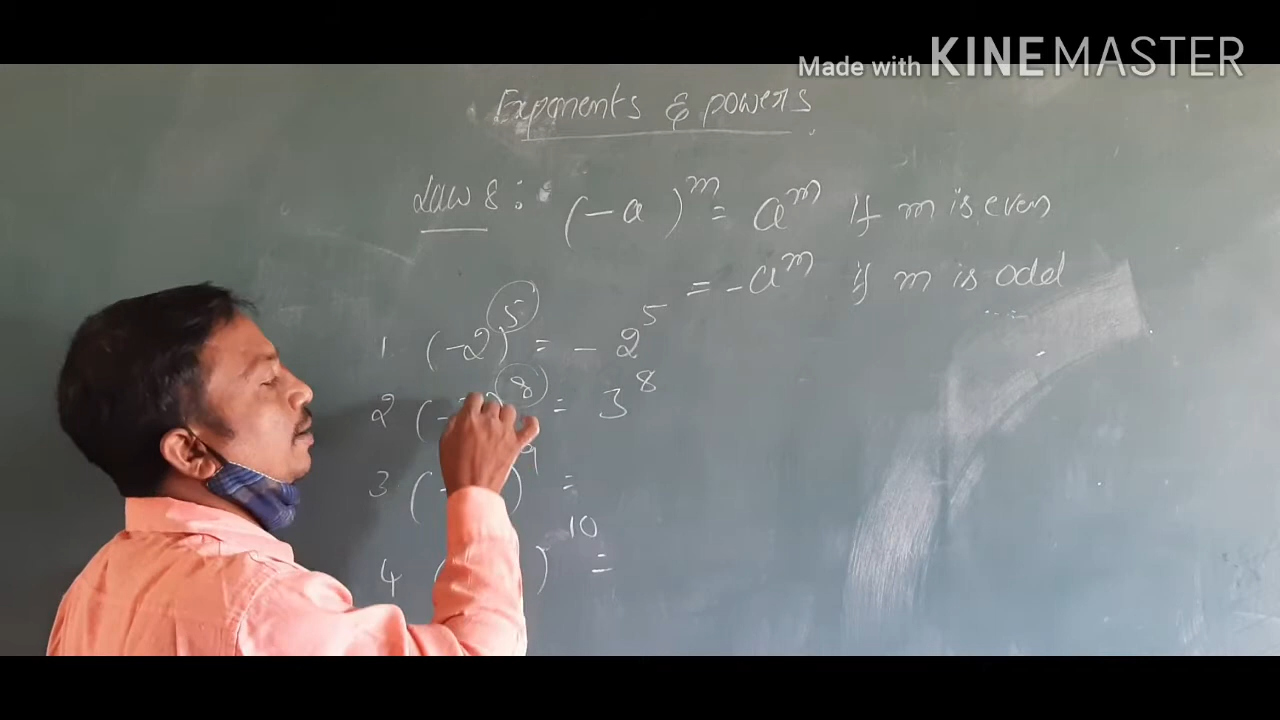 Made with KINEMASTER
Exponents & powers
Law 8: (-a)^m = a^m if m is even
= -a^m if m is odd
1 (-2)^5 = - 2^5
2 (- )^8 = 3^8
3 (- )^9 =
4 ( )^10 =